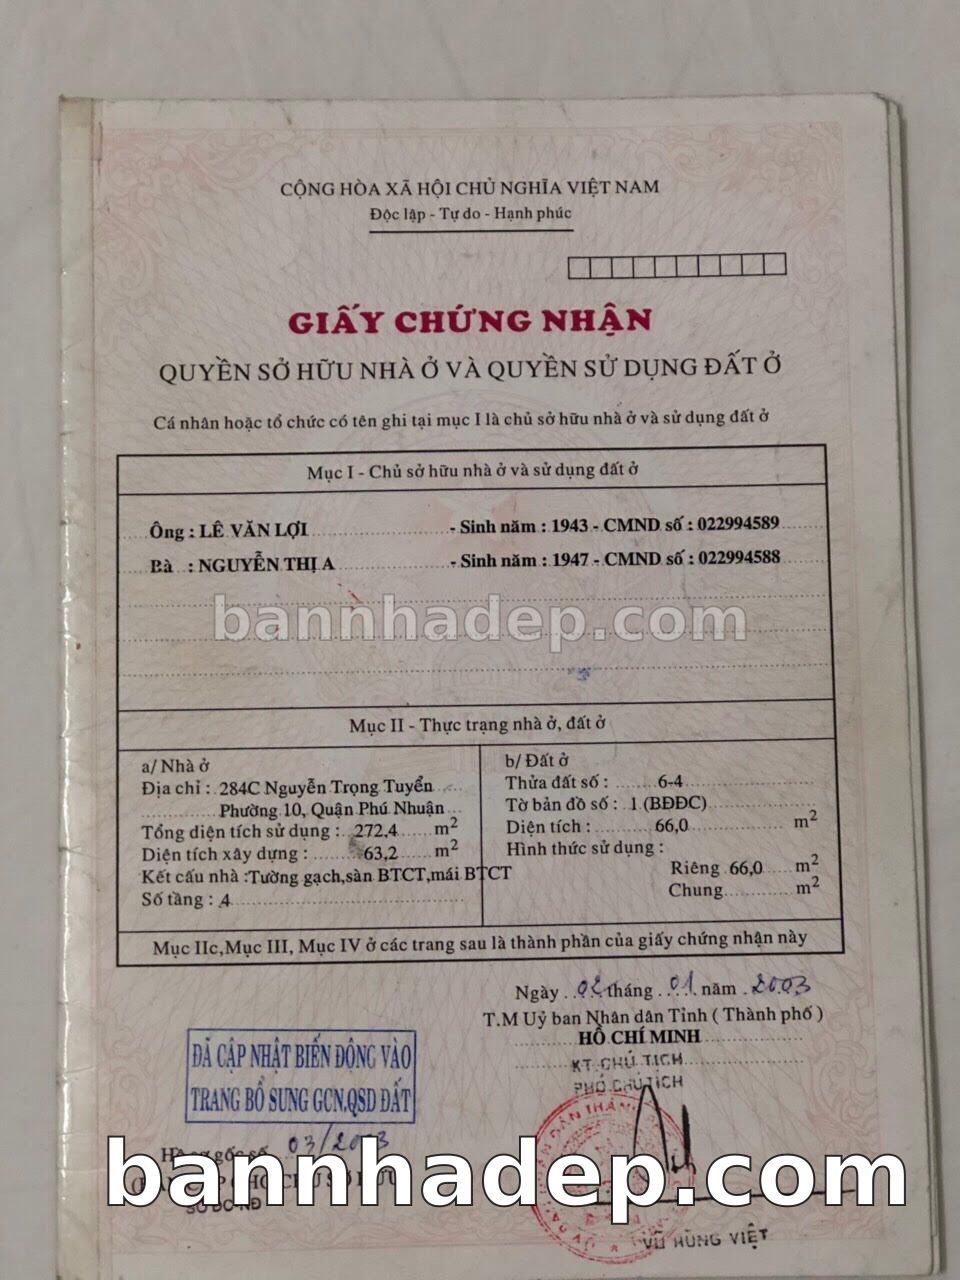 CỘNG HÒA XÃ HỘI CHỦ NGHĨA VIỆT NAM
Độc lập - Tự do - Hạnh phúc
GIẤY CHỨNG NHẬN
QUYỀN SỞ HỮU NHÀ Ở VÀ QUYỀN SỬ DỤNG ĐẤT Ở
Cá nhân hoặc tổ chức có tên ghi tại mục I là chủ sở hữu nhà ở và sử dụng đất ở
Mục I - Chủ sở hữu nhà ở và sử dụng đất ở
Ông : LÊ VĂN LỢI - Sinh năm : 1943 - CMND số : 022994589
Bà : NGUYỄN THỊ A - Sinh năm : 1947 - CMND số : 022994588
bannhadep.com
Mục II - Thực trạng nhà ở, đất ở
a/ Nhà ở
Địa chỉ : 284C Nguyễn Trọng Tuyển
Phường 10, Quận Phú Nhuận
Tổng diện tích sử dụng : 272,4 m2
Diện tích xây dựng : 63,2 m2
Kết cấu nhà :Tường gạch,sàn BTCT,mái BTCT
Số tầng : 4
b/ Đất ở
Thửa đất số : 6-4
Tờ bản đồ số : 1 (BĐĐC)
Diện tích : 66,0 m2
Hình thức sử dụng :
Riêng 66,0 m2
Chung m2
Mục IIc,Mục III, Mục IV ở các trang sau là thành phần của giấy chứng nhận này
Ngày 02 tháng 01 năm 2003
T.M Uỷ ban Nhân dân Tỉnh ( Thành phố )
HỒ CHÍ MINH
KT.CHỦ TỊCH
PHÓ CHỦ TỊCH
ĐÃ CẬP NHẬT BIẾN ĐỘNG VÀO
TRANG BỔ SUNG GCN.QSD ĐẤT
Hồ sơ gốc số 03/2003
bannhadep.com
VŨ HÙNG VIỆT